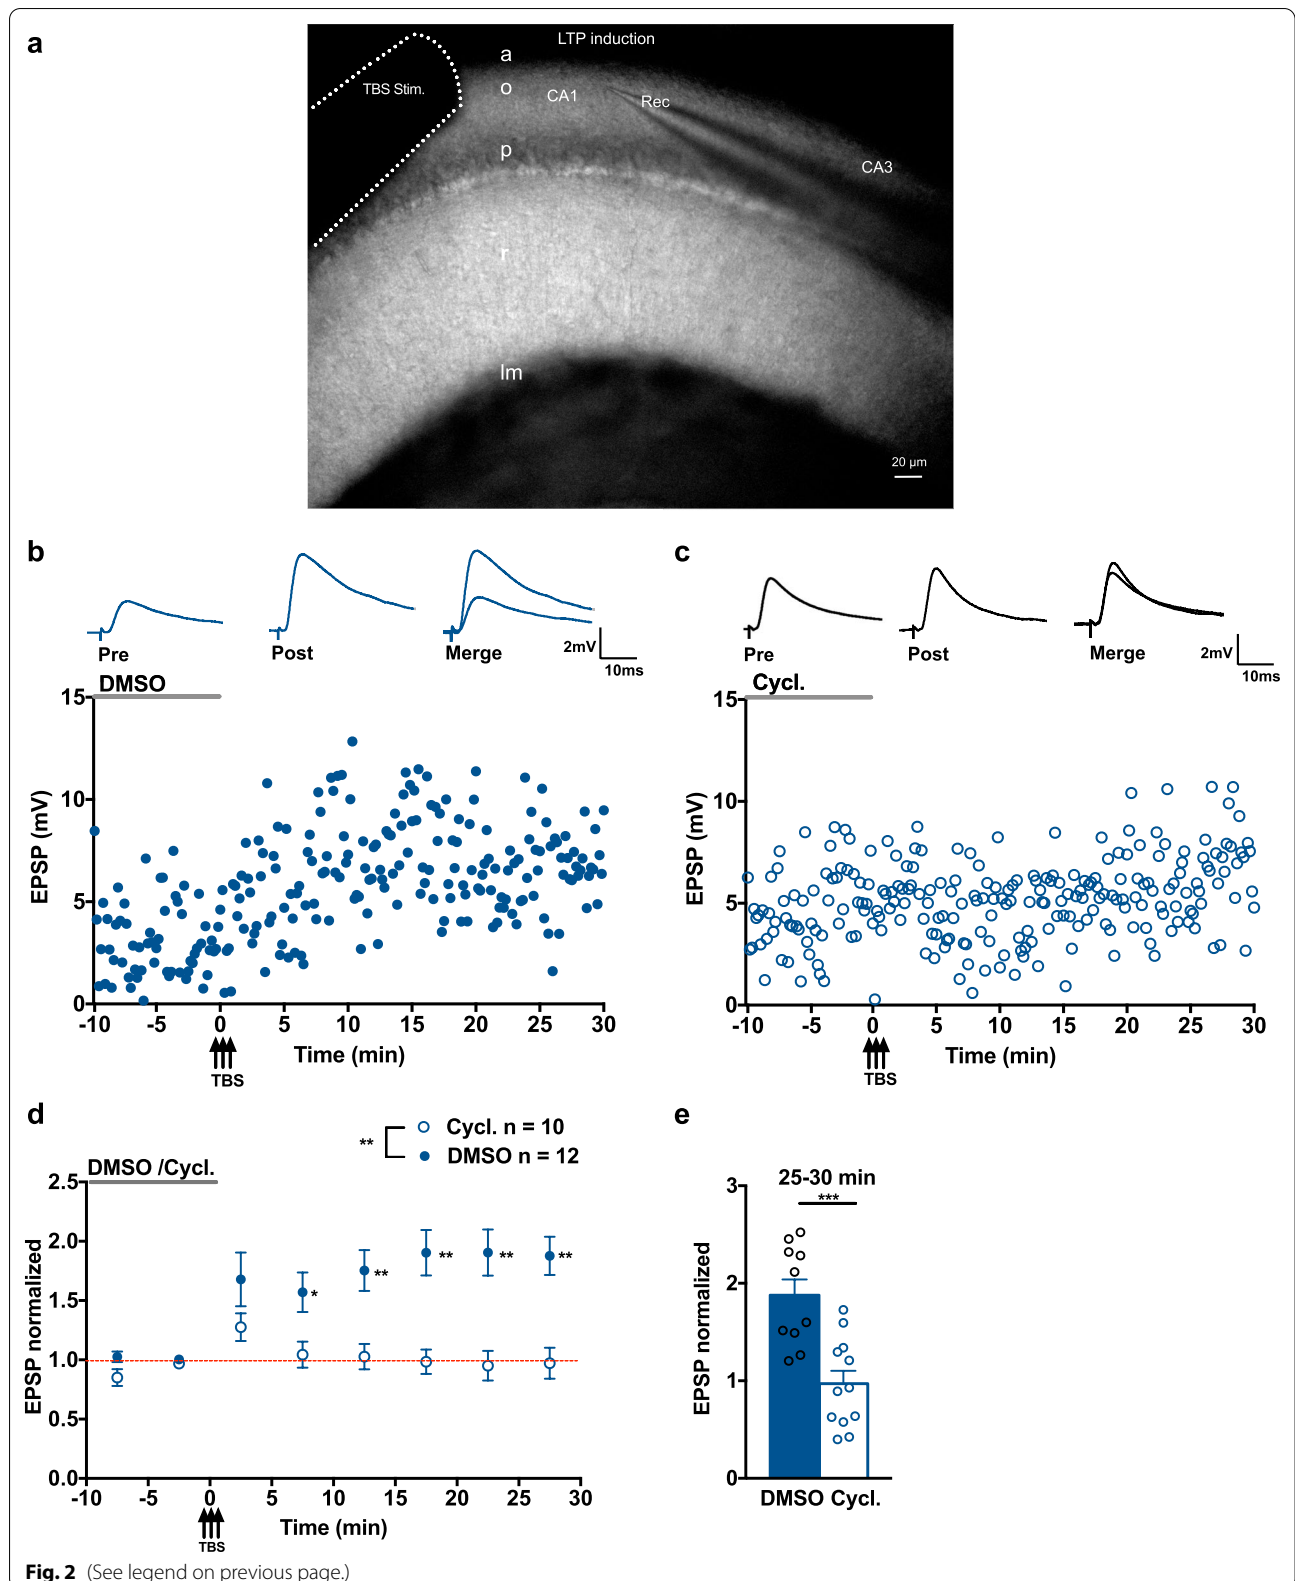 a
LTP induction
a
TBS Stim.
o
CA1
Rec
p
CA3
r
lm
20 µm
b
Pre
Post
Merge
2mV
10ms
DMSO
EPSP (mV)
15
10
5
0
-10 -5 0 5 10 15 20 25 30
Time (min)
TBS
c
Pre
Post
Merge
2mV
10ms
Cycl.
EPSP (mV)
15
10
5
0
-10 -5 0 5 10 15 20 25 30
Time (min)
TBS
d
** Cycl. n = 10
DMSO n = 12
DMSO /Cycl.
EPSP normalized
2.5
2.0
1.5
1.0
0.5
0.0
* ** ** ** **
-10 -5 0 5 10 15 20 25 30
Time (min)
TBS
e
25-30 min
***
EPSP normalized
3
2
1
0
DMSO Cycl.
Fig. 2 (See legend on previous page.)